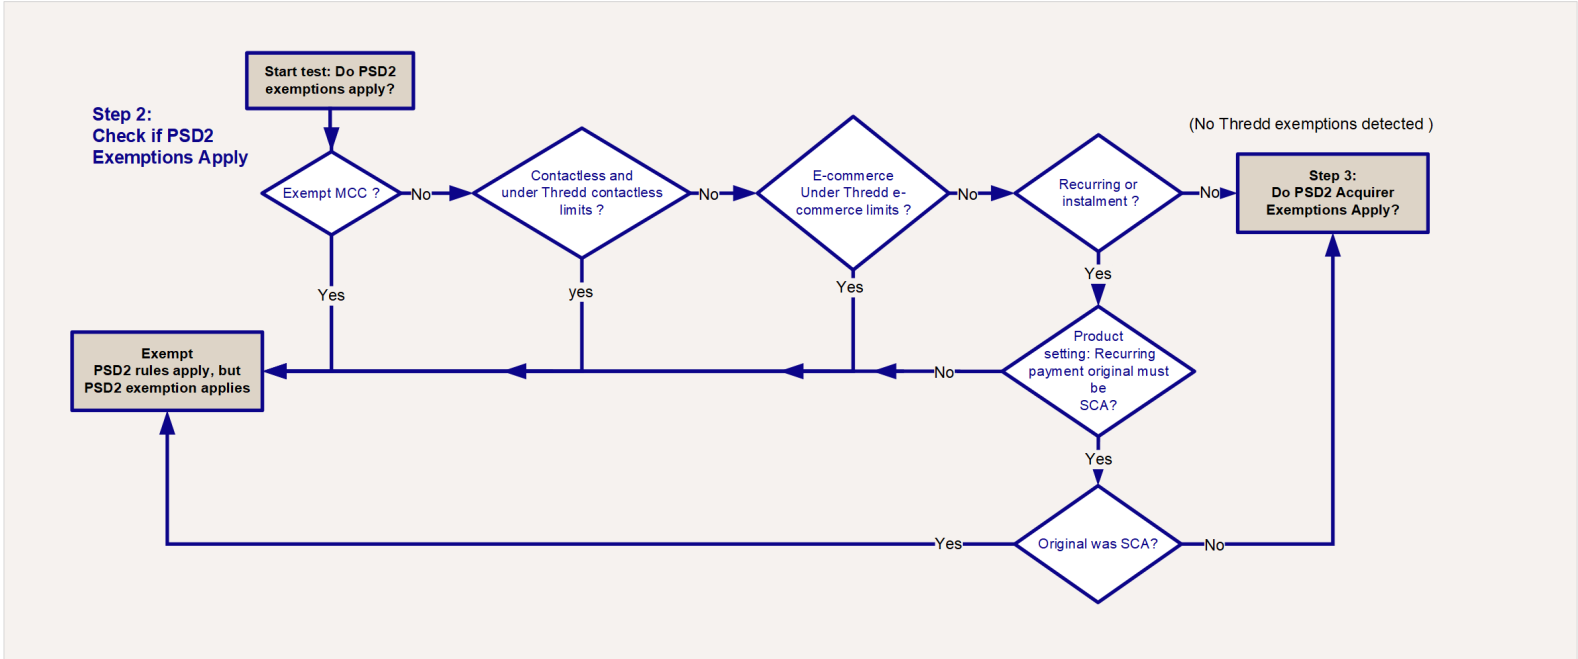 Start test: Do PSD2
exemptions apply?
Step 2:
Check if PSD2
Exemptions Apply
(No Thredd exemptions detected )
Exempt MCC ?
No
Contactless and
under Thredd contactless
limits ?
No
E-commerce
Under Thredd e-
commerce limits ?
No
Recurring or
instalment ?
No
Step 3:
Do PSD2 Acquirer
Exemptions Apply?
Yes
yes
Yes
Yes
Exempt
PSD2 rules apply, but
PSD2 exemption applies
No
Product
setting: Recurring
payment original must
be
SCA?
Yes
Yes
Original was SCA?
No